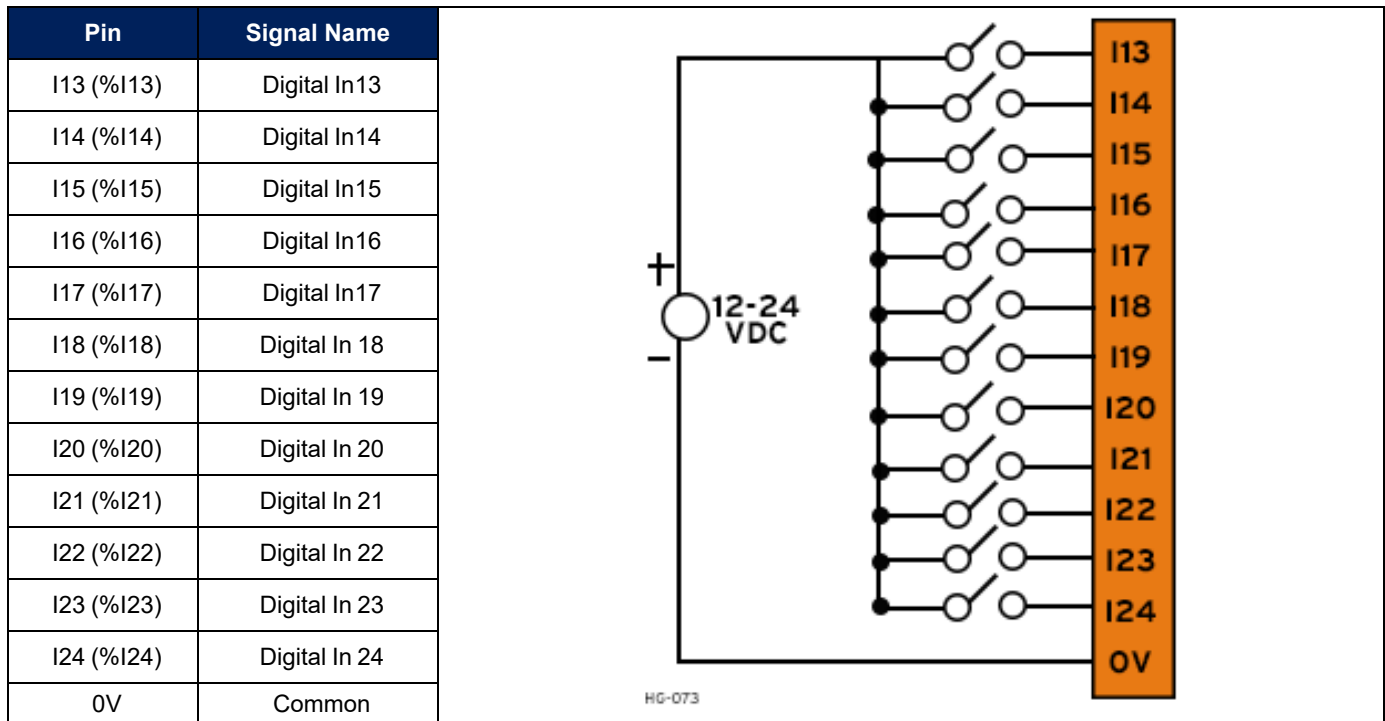 Pin Signal Name
I13 (%I13) Digital In13
I14 (%I14) Digital In14
I15 (%I15) Digital In15
I16 (%I16) Digital In16
I17 (%I17) Digital In17
I18 (%I18) Digital In 18
I19 (%I19) Digital In 19
I20 (%I20) Digital In 20
I21 (%I21) Digital In 21
I22 (%I22) Digital In 22
I23 (%I23) Digital In 23
I24 (%I24) Digital In 24
0V Common
+
12-24
VDC
−
I13
I14
I15
I16
I17
I18
I19
I20
I21
I22
I23
I24
0V
HG-073